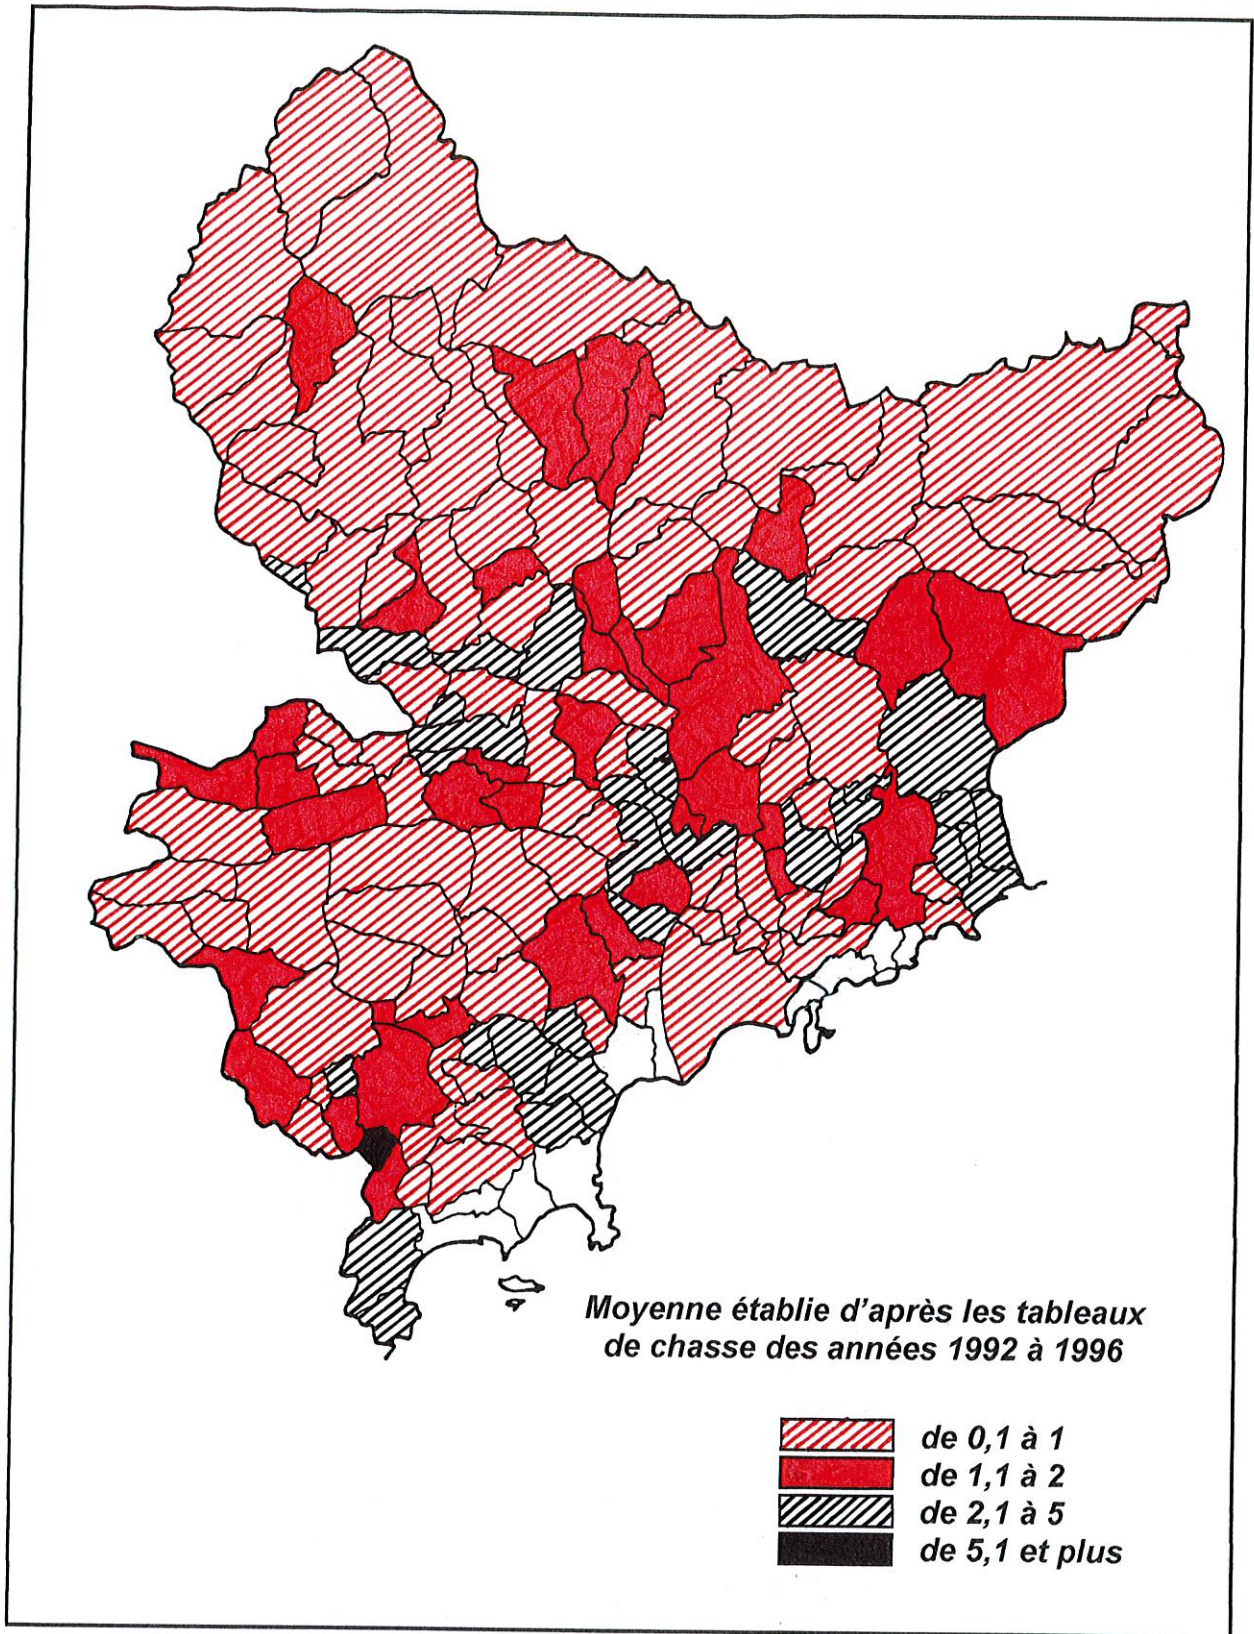 Moyenne établie d'après les tableaux
de chasse des années 1992 à 1996
de 0,1 à 1
de 1,1 à 2
de 2,1 à 5
de 5,1 et plus